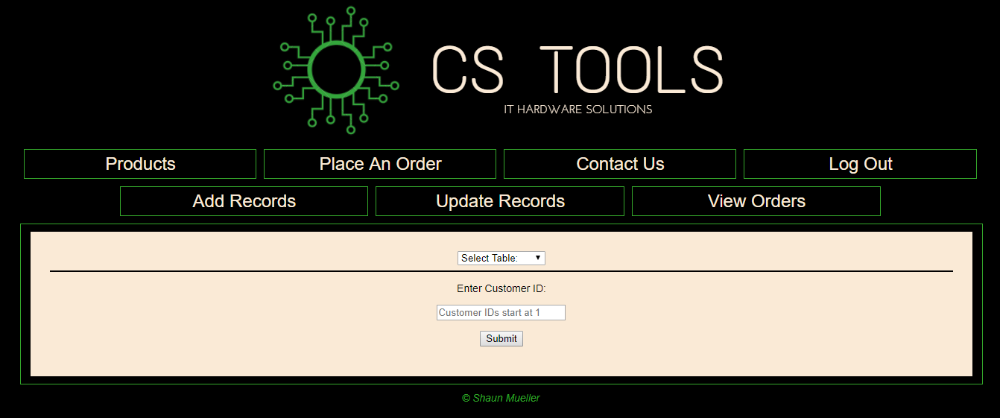 CS TOOLS
IT HARDWARE SOLUTIONS
Products Place An Order Contact Us Log Out
Add Records Update Records View Orders
Select Table:
Enter Customer ID:
Customer IDs start at 1
Submit
© Shaun Mueller